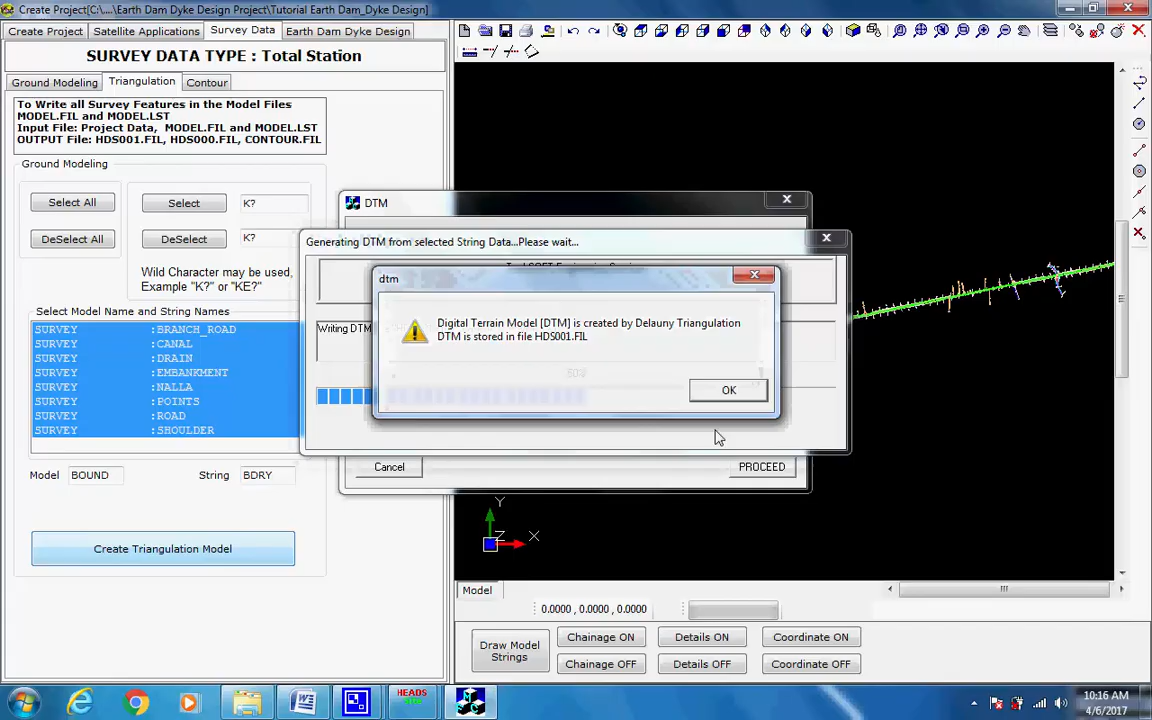 Create Project[C:\...\Earth Dam Dyke Design\Tutorial Earth Dam_Dyke Design]
Create Project
Satellite Applications
Survey Data
Earth Dam Dyke Design
SURVEY DATA TYPE : Total Station
Ground Modeling
Triangulation
Contour
To Write all Survey Features in the Model Files
MODEL.FIL and MODEL.LST
Input File: Project Data, MODEL.FIL and MODEL.LST
OUTPUT File: HDS001.FIL, HDS000.FIL, CONTOUR.FIL
Ground Modeling
Select All
Select
K?
DeSelect All
DeSelect
K?
Wild Character may be used,
Example "K?" or "KE?"
Select Model Name and String Names
SURVEY :BRANCH_ROAD
SURVEY :CANAL
SURVEY :DRAIN
SURVEY :EMBANKMENT
SURVEY :NALLA
SURVEY :POINTS
SURVEY :ROAD
SURVEY :SHOULDER
Model
BOUND
String
BDRY
Create Triangulation Model
DTM
Generating DTM from selected String Data...Please wait...
Writing DTM
dtm
Digital Terrain Model [DTM] is created by Delauny Triangulation
DTM is stored in file HDS001.FIL
60%
OK
Cancel
PROCEED
Y
Z
X
Model
0.0000 , 0.0000 , 0.0000
Draw Model
Strings
Chainage ON
Details ON
Coordinate ON
Chainage OFF
Details OFF
Coordinate OFF
HEADS
10:16 AM
4/6/2017